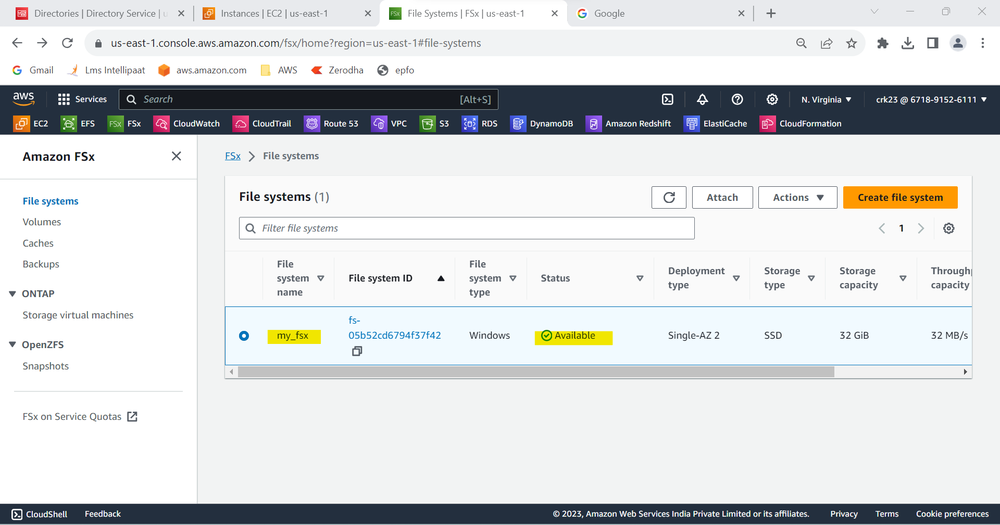 Directories | Directory Service | u
Instances | EC2 | us-east-1
FSx
File Systems | FSx | us-east-1
Google
us-east-1.console.aws.amazon.com/fsx/home?region=us-east-1#file-systems
Gmail
Lms Intellipaat
aws.amazon.com
AWS
Zerodha
epfo
aws
Services
Search
[Alt+S]
N. Virginia
crk23 @ 6718-9152-6111
EC2
EFS
FSx
FSx
CloudWatch
CloudTrail
53
Route 53
VPC
S3
RDS
DynamoDB
Amazon Redshift
ElastiCache
CloudFormation
Amazon FSx
File systems
Volumes
Caches
Backups
ONTAP
Storage virtual machines
OpenZFS
Snapshots
FSx on Service Quotas
FSx
File systems
File systems (1)
Attach
Actions
Create file system
Filter file systems
1
File
system
name
File system ID
File
system
type
Status
Deployment
type
Storage
type
Storage
capacity
Through
capacity
my_fsx
fs-
05b52cd6794f37f42
Windows
Available
Single-AZ 2
SSD
32 GiB
32 MB/s
CloudShell
Feedback
© 2023, Amazon Web Services India Private Limited or its affiliates.
Privacy
Terms
Cookie preferences